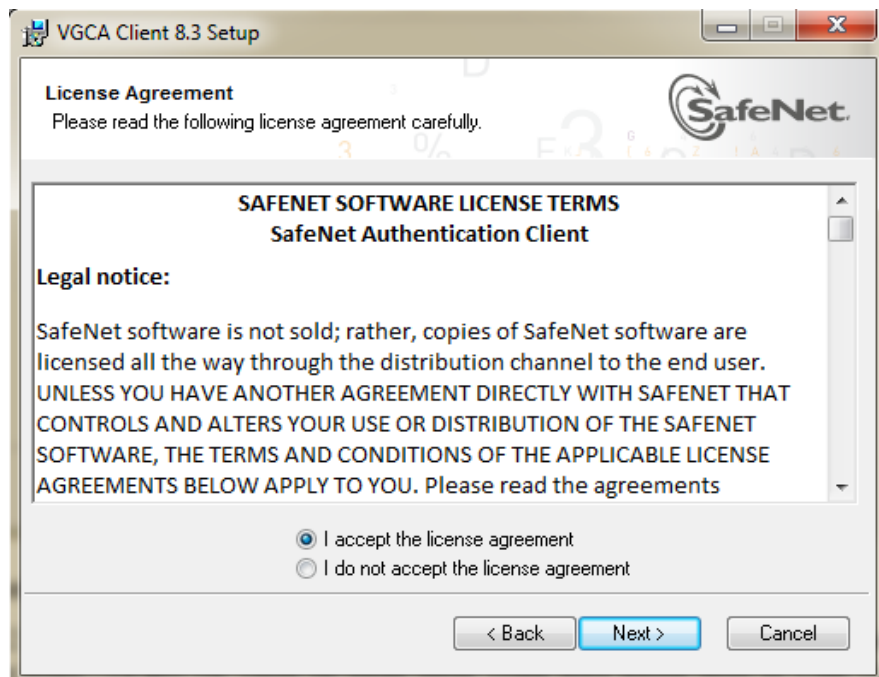 VGCA Client 8.3 Setup
License Agreement
Please read the following license agreement carefully.
SafeNet.
SAFENET SOFTWARE LICENSE TERMS
SafeNet Authentication Client
Legal notice:
SafeNet software is not sold; rather, copies of SafeNet software are
licensed all the way through the distribution channel to the end user.
UNLESS YOU HAVE ANOTHER AGREEMENT DIRECTLY WITH SAFENET THAT
CONTROLS AND ALTERS YOUR USE OR DISTRIBUTION OF THE SAFENET
SOFTWARE, THE TERMS AND CONDITIONS OF THE APPLICABLE LICENSE
AGREEMENTS BELOW APPLY TO YOU. Please read the agreements
I accept the license agreement
I do not accept the license agreement
< Back Next > Cancel